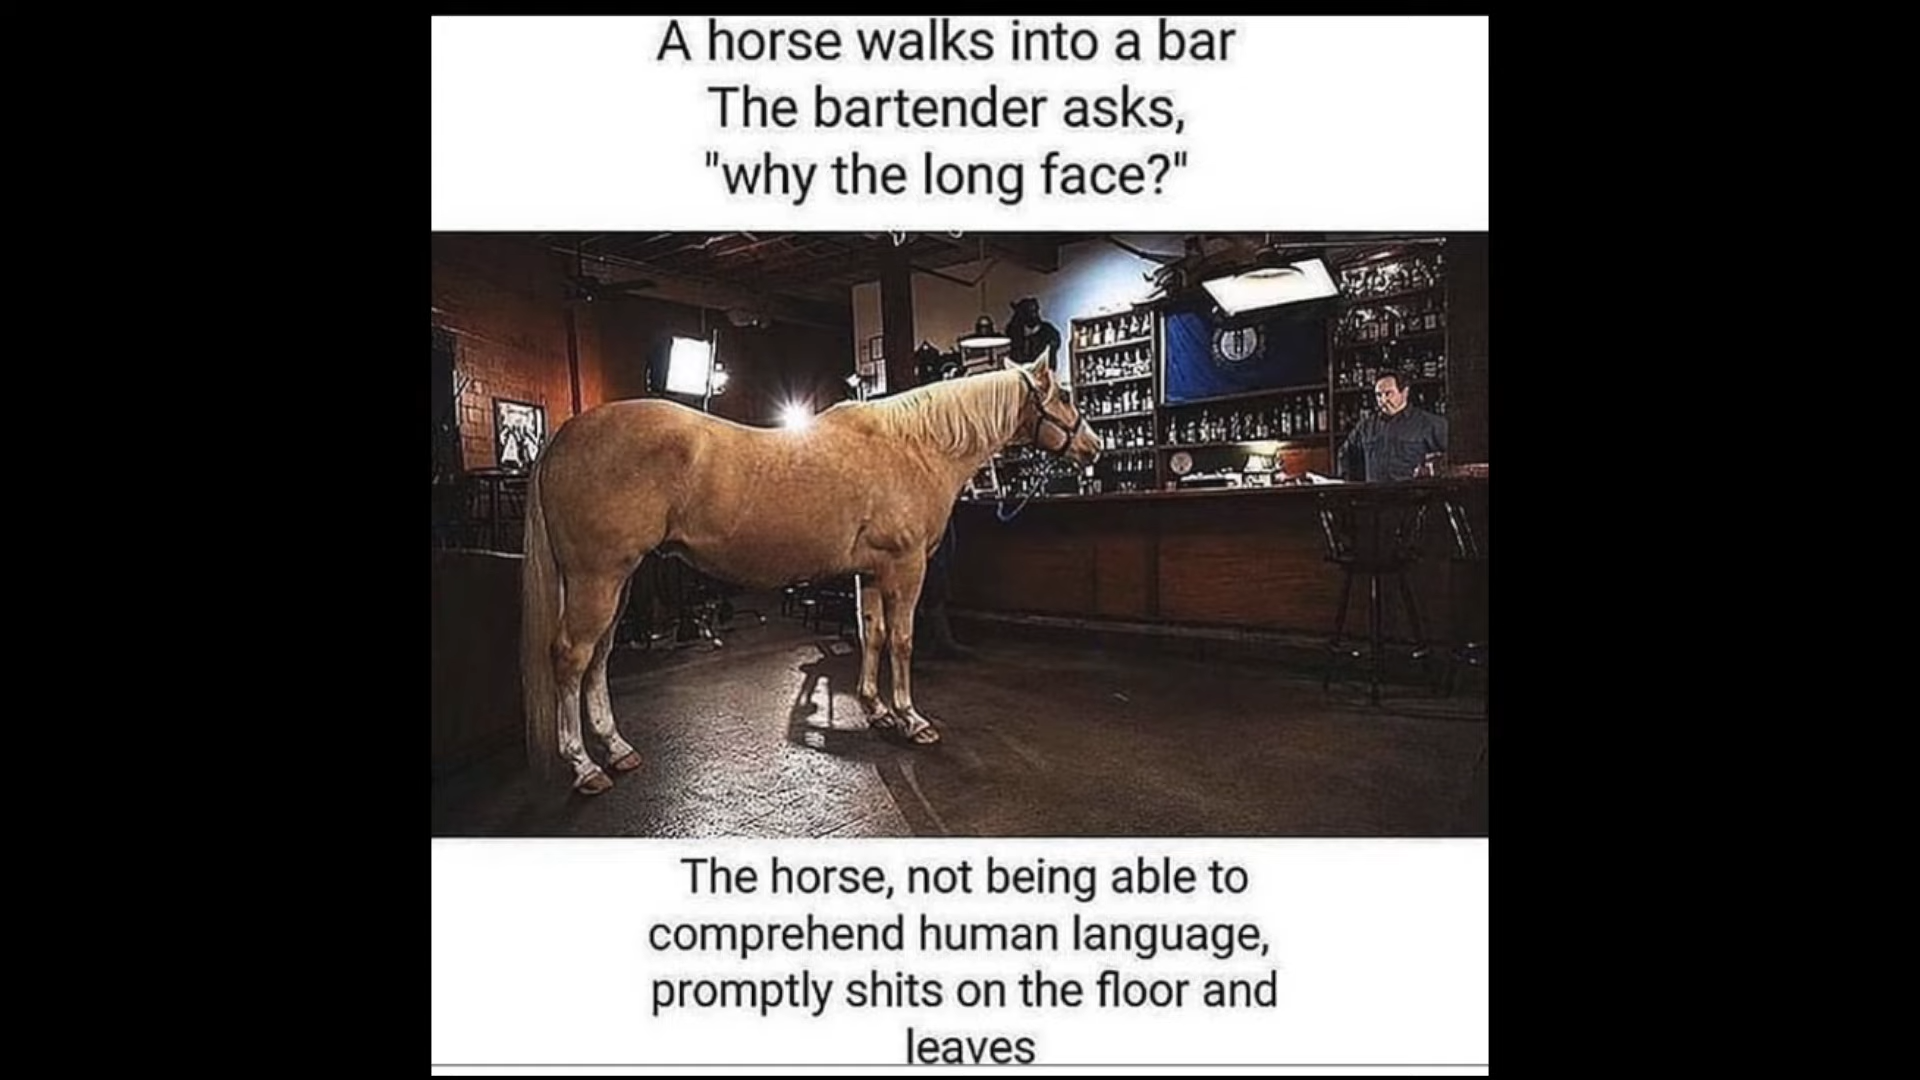 A horse walks into a bar
The bartender asks,
"why the long face?"
The horse, not being able to
comprehend human language,
promptly shits on the floor and
leaves